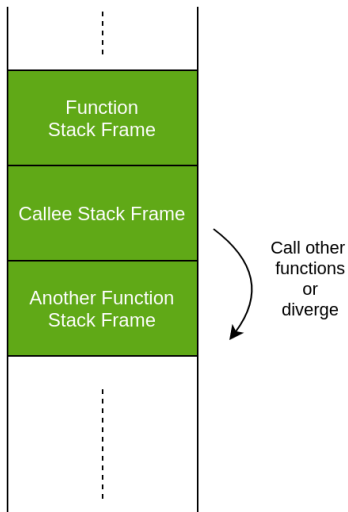 Function
Stack Frame
Callee Stack Frame
Another Function
Stack Frame
Call other
functions
or
diverge